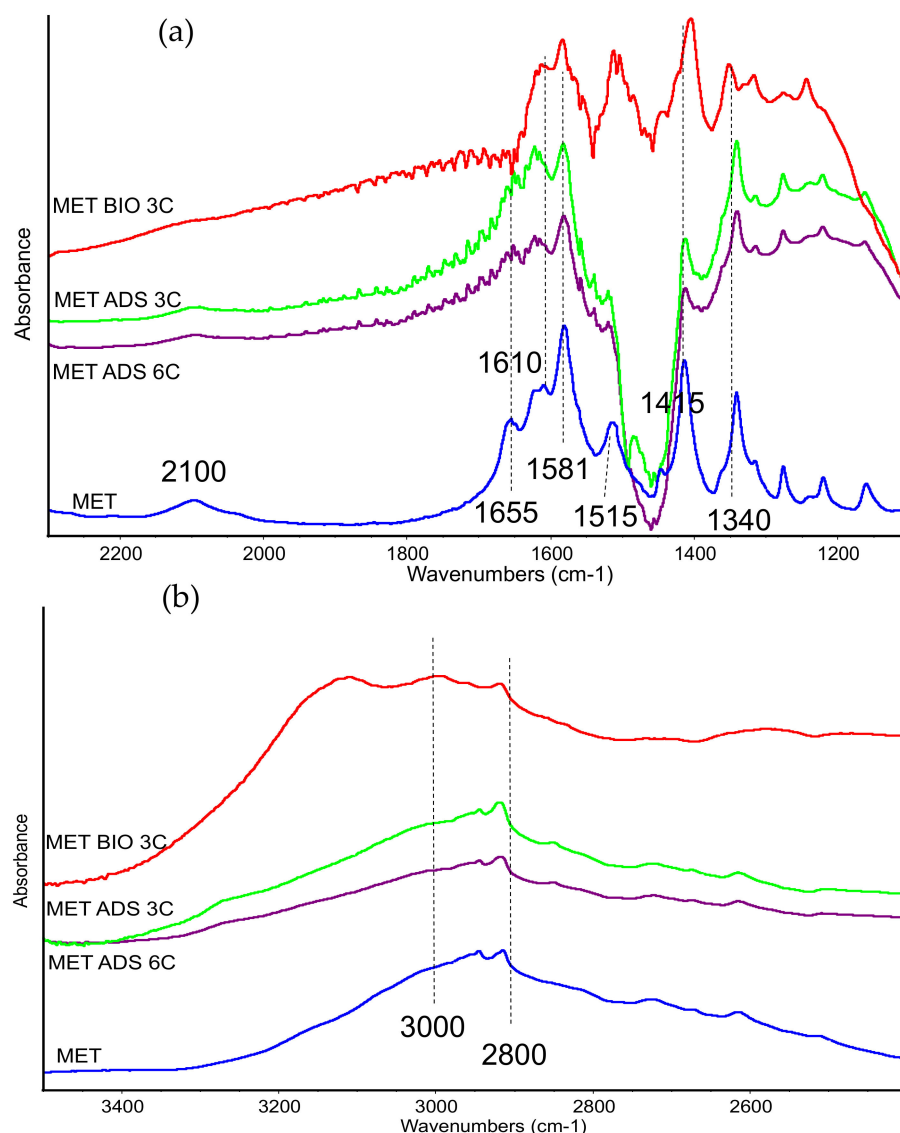 (a)
MET BIO 3C
MET ADS 3C
MET ADS 6C
1610
1415
2100
1581
MET
1655
1515
1340
Absorbance
2200 2000 1800 1600 1400 1200
Wavenumbers (cm-1)
(b)
MET BIO 3C
MET ADS 3C
MET ADS 6C
3000
2800
MET
Absorbance
3400 3200 3000 2800 2600
Wavenumbers (cm-1)